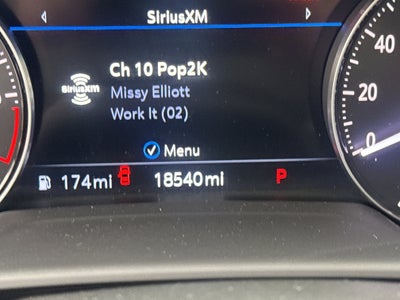 SiriusXM
Ch 10 Pop2K
SiriusXM
Missy Elliott
Work It (02)
Menu
174mi 18540mi P
40
20
0